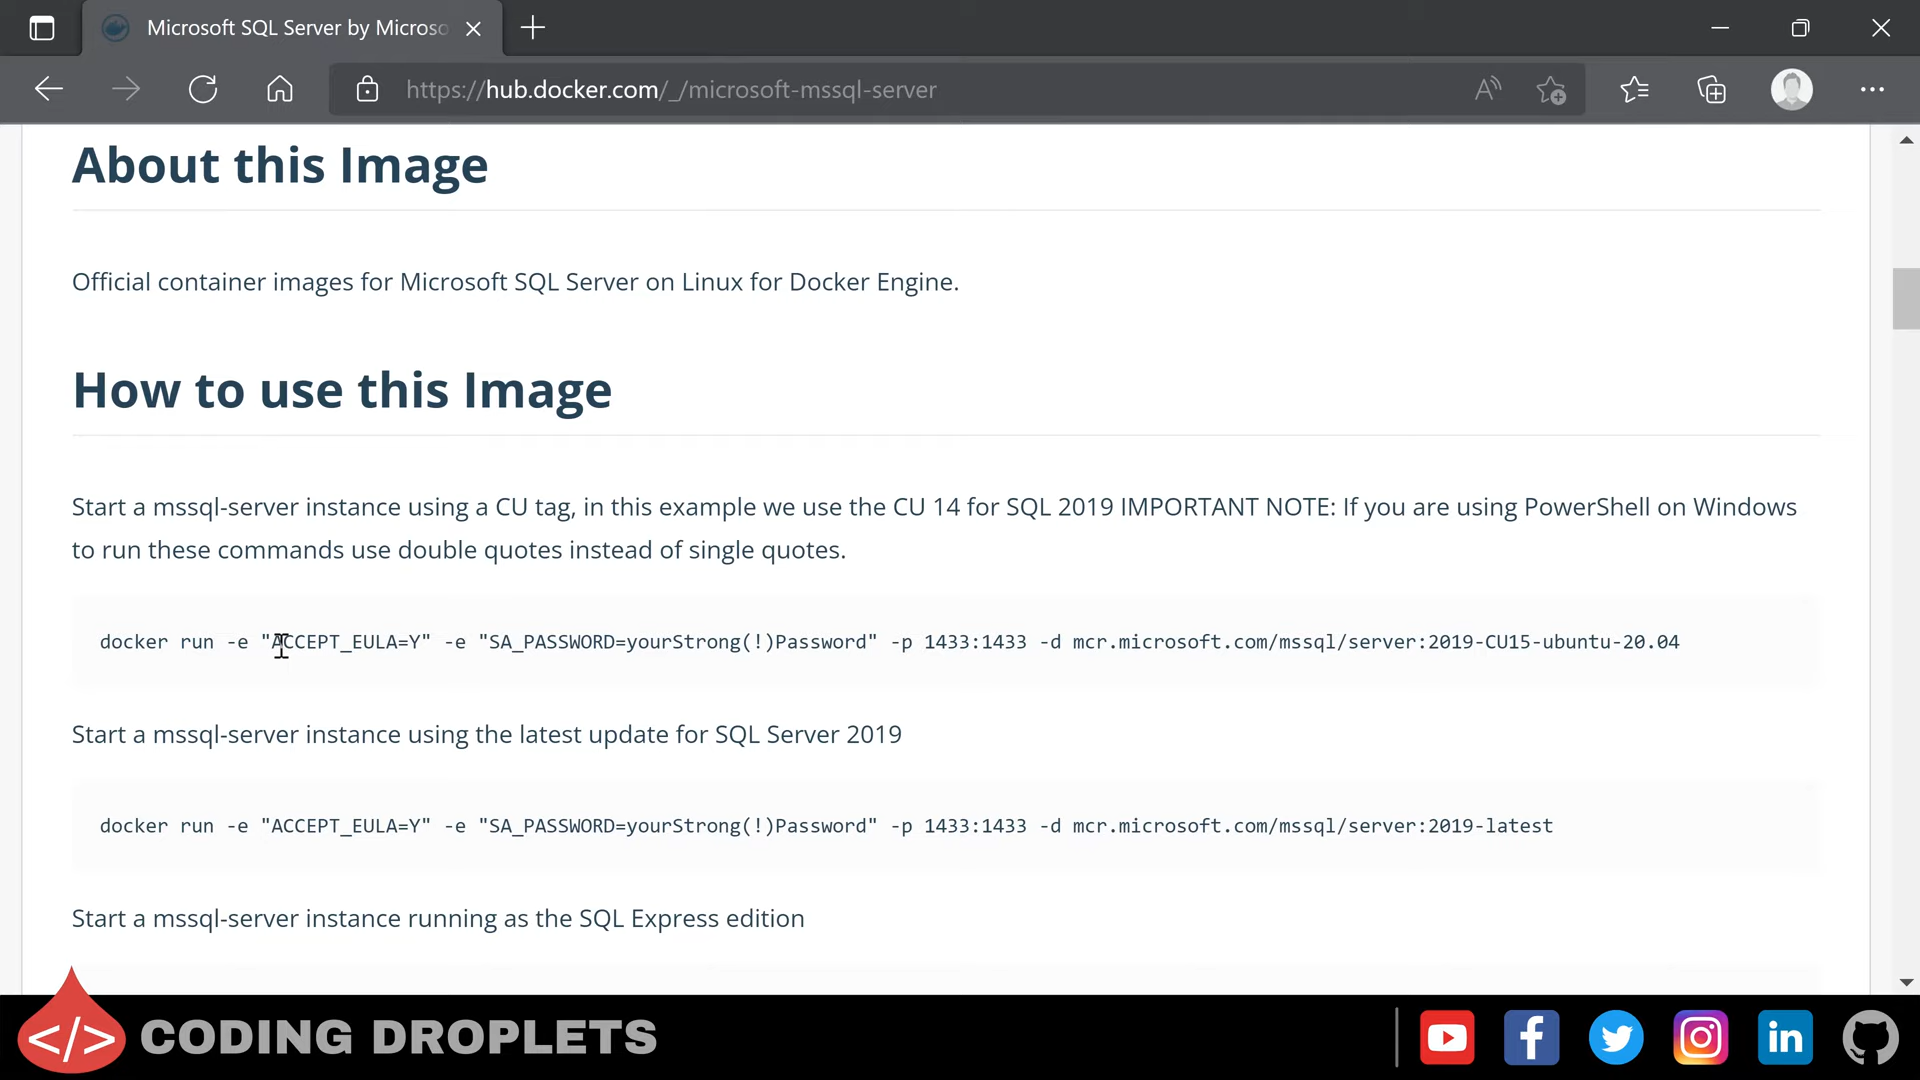 Microsoft SQL Server by Microso
https://hub.docker.com/_/microsoft-mssql-server
About this Image
Official container images for Microsoft SQL Server on Linux for Docker Engine.
How to use this Image
Start a mssql-server instance using a CU tag, in this example we use the CU 14 for SQL 2019 IMPORTANT NOTE: If you are using PowerShell on Windows
to run these commands use double quotes instead of single quotes.
docker run -e "ACCEPT_EULA=Y" -e "SA_PASSWORD=yourStrong(!)Password" -p 1433:1433 -d mcr.microsoft.com/mssql/server:2019-CU15-ubuntu-20.04
Start a mssql-server instance using the latest update for SQL Server 2019
docker run -e "ACCEPT_EULA=Y" -e "SA_PASSWORD=yourStrong(!)Password" -p 1433:1433 -d mcr.microsoft.com/mssql/server:2019-latest
Start a mssql-server instance running as the SQL Express edition
</> CODING DROPLETS